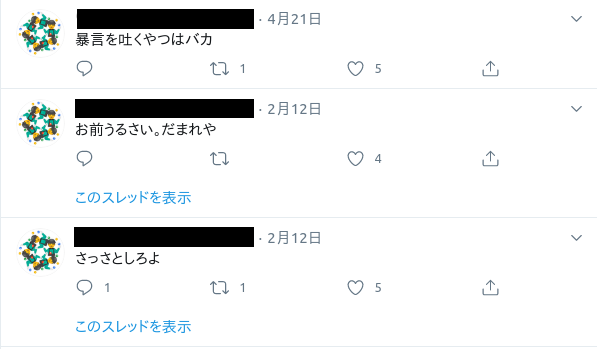 · 4月21日
暴言を吐くやつはバカ
1 5
· 2月12日
お前うるさい。だまれや
4
このスレッドを表示
· 2月12日
さっさとしろよ
1 1 5
このスレッドを表示